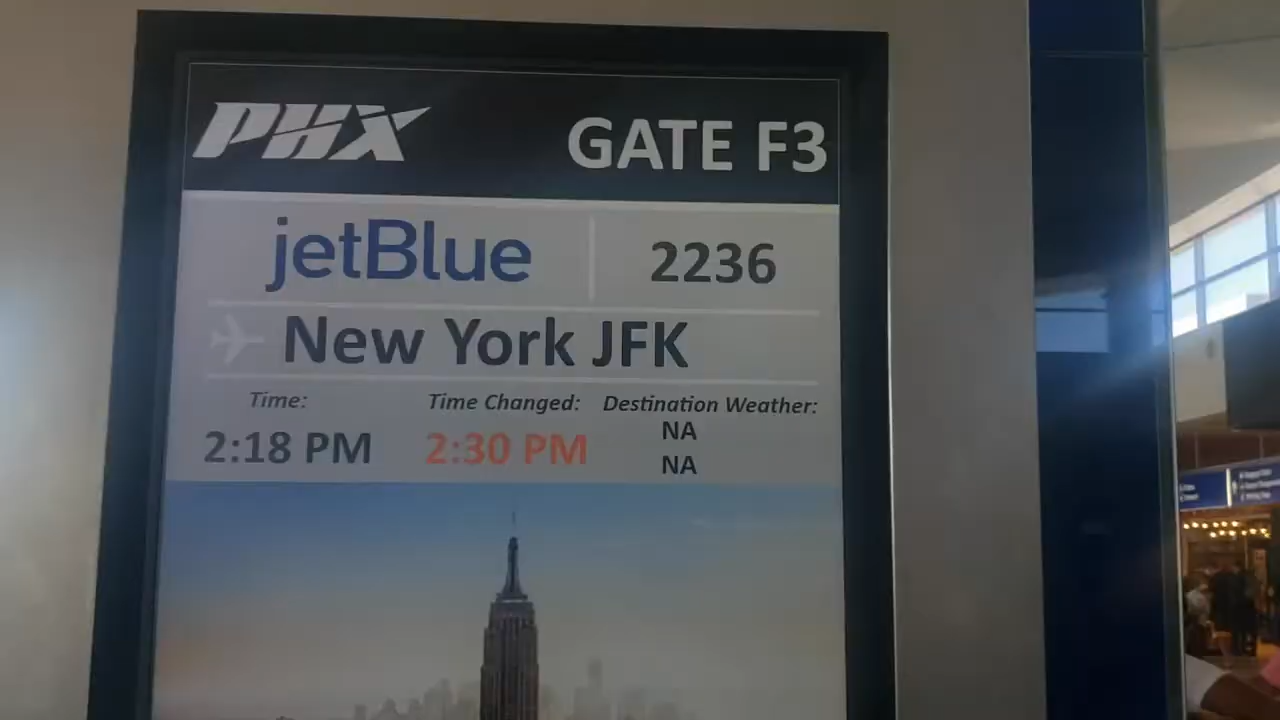 PHX
GATE F3
jetBlue
2236
New York JFK
Time:
Time Changed:
Destination Weather:
2:18 PM
2:30 PM
NA
NA